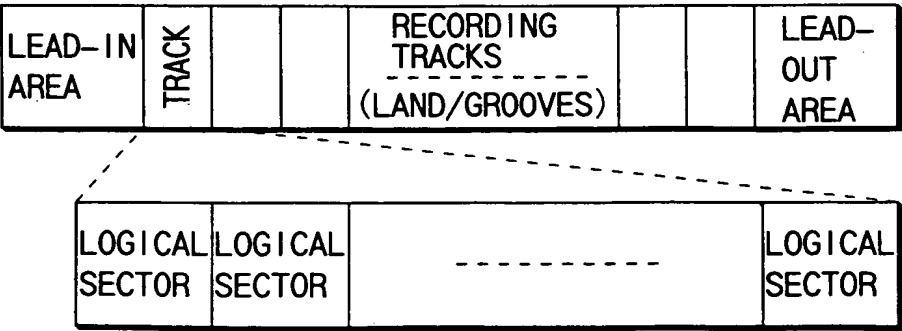 LEAD-IN
AREA
TRACK
RECORDING
TRACKS
(LAND/GROOVES)
LEAD-
OUT
AREA
LOGICAL
SECTOR
LOGICAL
SECTOR
LOGICAL
SECTOR